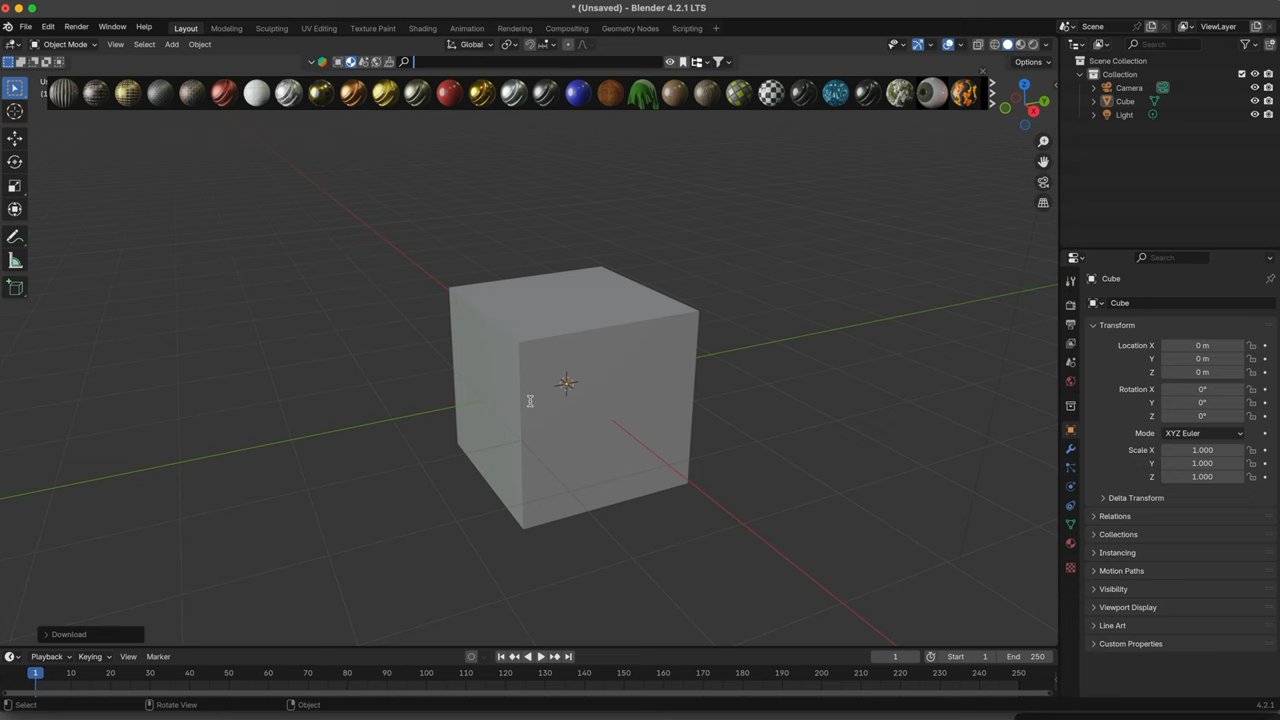 * (Unsaved) - Blender 4.2.1 LTS
File Edit Render Window Help Layout Modeling Sculpting UV Editing Texture Paint Shading Animation Rendering Compositing Geometry Nodes Scripting Scene ViewLayer
Object Mode View Select Add Object Global Search
Options
Scene Collection
Collection
Camera
Cube
Light
Z
Y
X
Search
Cube
Cube
Transform
Location X 0 m
Y 0 m
Z 0 m
Rotation X 0°
Y 0°
Z 0°
Mode XYZ Euler
Scale X 1.000
Y 1.000
Z 1.000
Delta Transform
Relations
Collections
Instancing
Motion Paths
Visibility
Viewport Display
Line Art
Custom Properties
Download
Playback Keying View Marker 1 Start 1 End 250
1 10 20 30 40 50 60 70 80 90 100 110 120 130 140 150 160 170 180 190 200 210 220 230 240 250
Select Rotate View Object 4.2.1